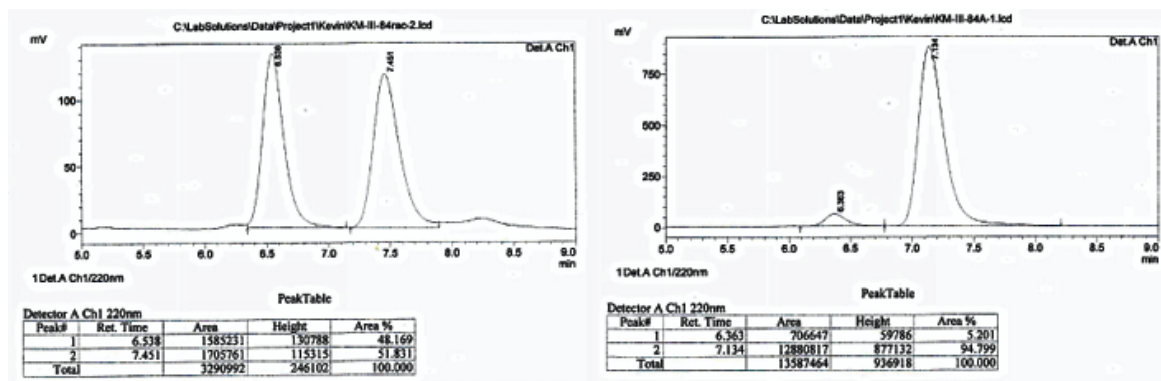 C:\LabSolutions\Data\Project1\Kevin\KM-III-84rac-2.lcd
mV
Det.A Ch1
6.538
7.451
100
50
0
5.0 5.5 6.0 6.5 7.0 7.5 8.0 8.5 9.0
min
1 Det.A Ch1/220nm
PeakTable
Detector A Ch1 220nm
Peak# Ret. Time Area Height Area %
1 6.538 1585231 130788 48.169
2 7.451 1705761 115315 51.831
Total 3290992 246102 100.000
C:\LabSolutions\Data\Project1\Kevin\KM-III-84A-1.lcd
mV
Det.A Ch1
7.134
750
500
250
6.363
0
5.0 5.5 6.0 6.5 7.0 7.5 8.0 8.5 9.0
min
1 Det.A Ch1/220nm
PeakTable
Detector A Ch1 220nm
Peak# Ret. Time Area Height Area %
1 6.363 706647 59786 5.201
2 7.134 12880817 877132 94.799
Total 13587464 936918 100.000